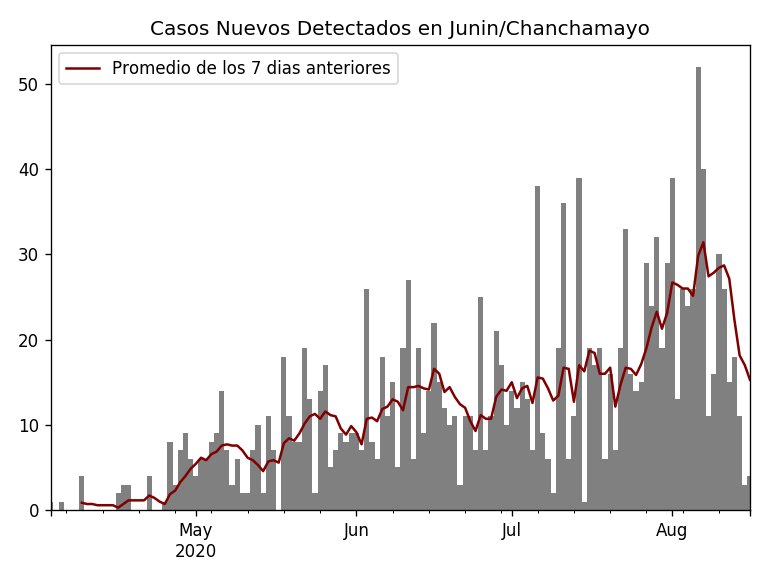 Casos Nuevos Detectados en Junin/Chanchamayo
Promedio de los 7 dias anteriores
50
40
30
20
10
0
May
2020
Jun
Jul
Aug